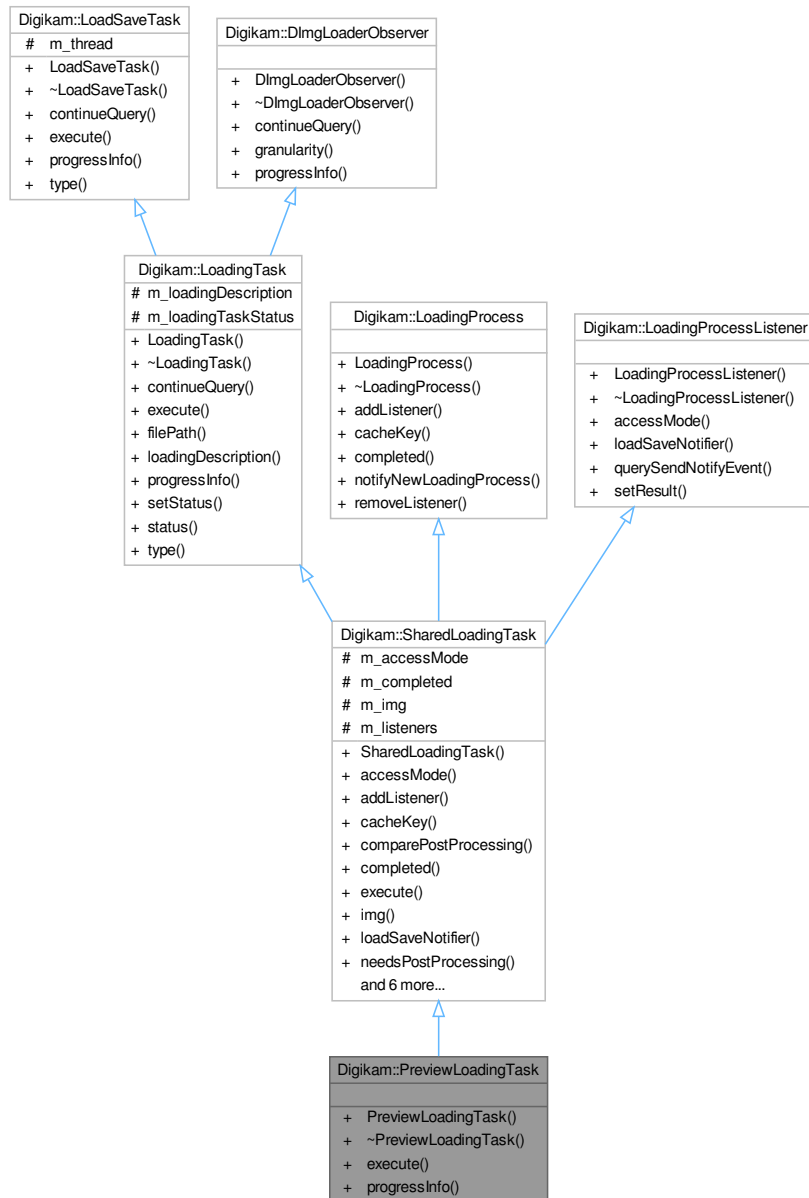 Digikam::LoadSaveTask
# m_thread
+ LoadSaveTask()
+ ~LoadSaveTask()
+ continueQuery()
+ execute()
+ progressInfo()
+ type()
Digikam::DImgLoaderObserver
+ DImgLoaderObserver()
+ ~DImgLoaderObserver()
+ continueQuery()
+ granularity()
+ progressInfo()
Digikam::LoadingTask
# m_loadingDescription
# m_loadingTaskStatus
+ LoadingTask()
+ ~LoadingTask()
+ continueQuery()
+ execute()
+ filePath()
+ loadingDescription()
+ progressInfo()
+ setStatus()
+ status()
+ type()
Digikam::LoadingProcess
+ LoadingProcess()
+ ~LoadingProcess()
+ addListener()
+ cacheKey()
+ completed()
+ notifyNewLoadingProcess()
+ removeListener()
Digikam::LoadingProcessListener
+ LoadingProcessListener()
+ ~LoadingProcessListener()
+ accessMode()
+ loadSaveNotifier()
+ querySendNotifyEvent()
+ setResult()
Digikam::SharedLoadingTask
# m_accessMode
# m_completed
# m_img
# m_listeners
+ SharedLoadingTask()
+ accessMode()
+ addListener()
+ cacheKey()
+ comparePostProcessing()
+ completed()
+ execute()
+ img()
+ loadSaveNotifier()
+ needsPostProcessing()
and 6 more...
Digikam::PreviewLoadingTask
+ PreviewLoadingTask()
+ ~PreviewLoadingTask()
+ execute()
+ progressInfo()